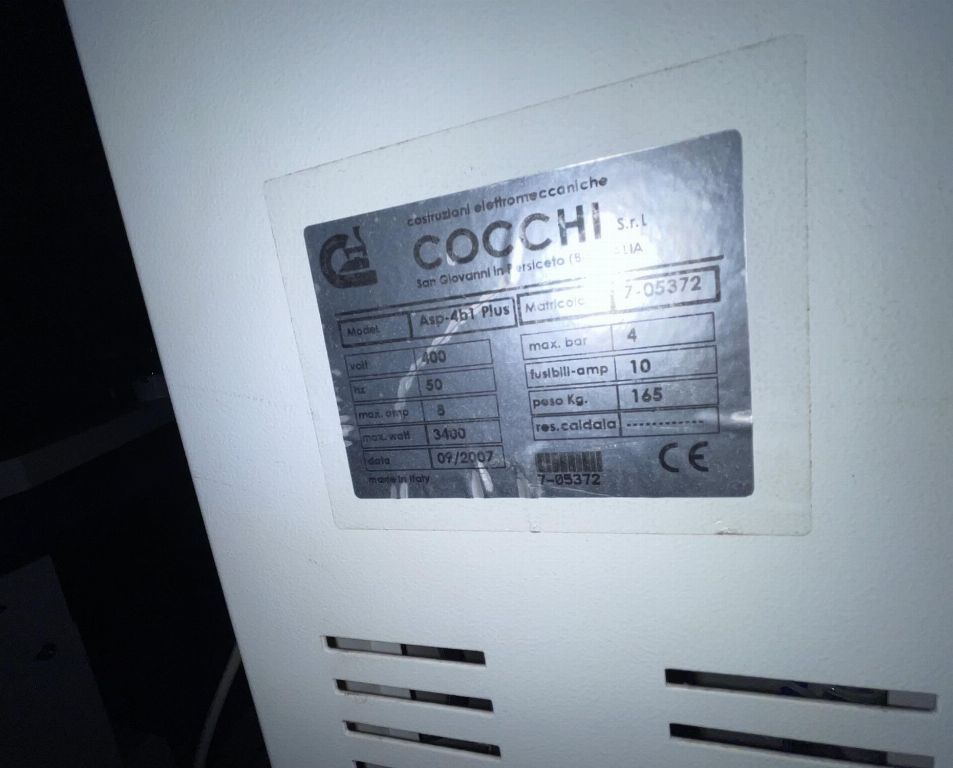 costruzioni elettromeccaniche
COCCHI S.r.L
San Giovanni in Persiceto (B
Model. Asp-4b1 Plus Matricola 7-05372
volt 400
hz 50
max. amp 8
max. watt 3400
data 09/2007
made in Italy
max. bar 4
fusibili-amp 10
peso Kg. 165
res. caldaia ------------
7-05372
CE